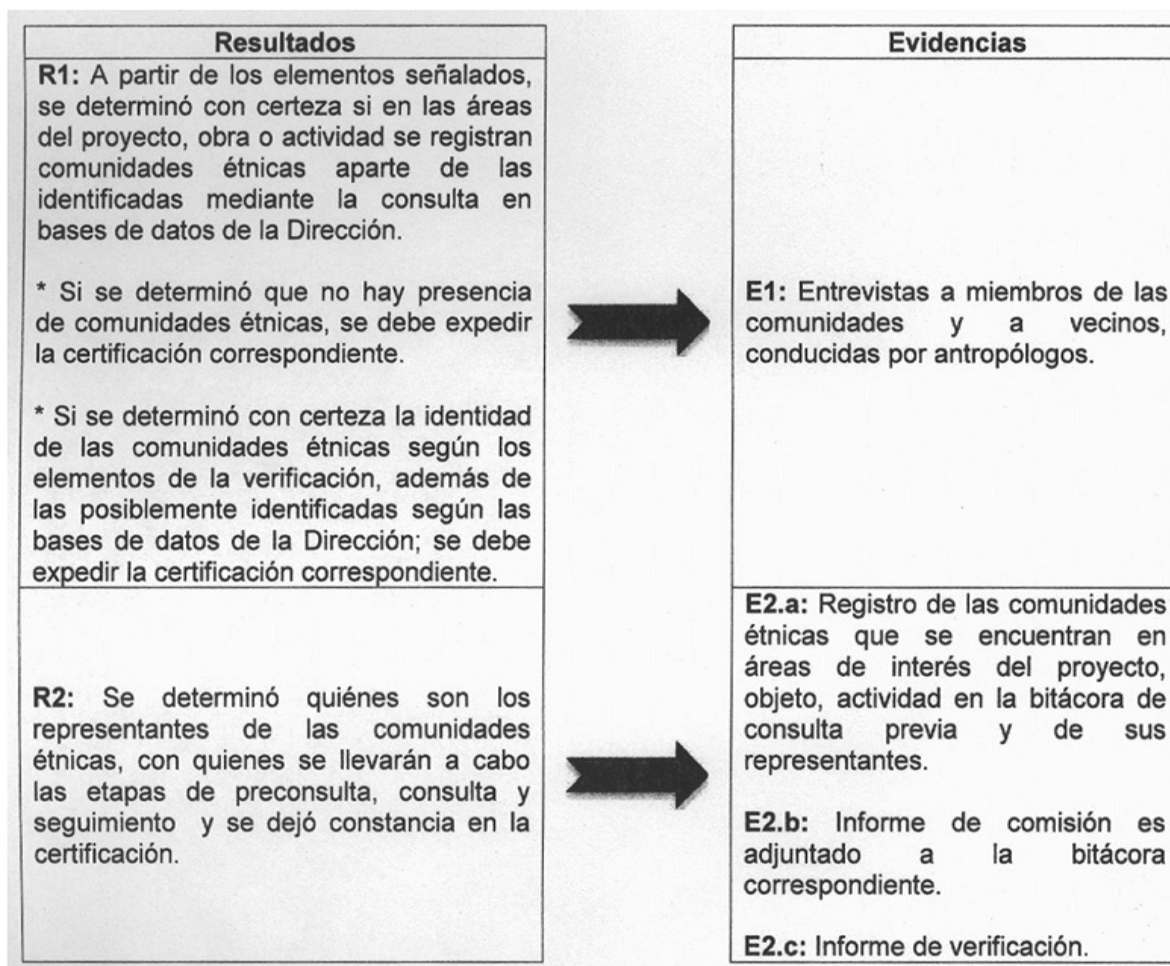 Resultados
R1: A partir de los elementos señalados,
se determinó con certeza si en las áreas
del proyecto, obra o actividad se registran
comunidades étnicas aparte de las
identificadas mediante la consulta en
bases de datos de la Dirección.
* Si se determinó que no hay presencia
de comunidades étnicas, se debe expedir
la certificación correspondiente.
* Si se determinó con certeza la identidad
de las comunidades étnicas según los
elementos de la verificación, además de
las posiblemente identificadas según las
bases de datos de la Dirección; se debe
expedir la certificación correspondiente.
R2: Se determinó quiénes son los
representantes de las comunidades
étnicas, con quienes se llevarán a cabo
las etapas de preconsulta, consulta y
seguimiento y se dejó constancia en la
certificación.
Evidencias
E1: Entrevistas a miembros de las
comunidades y a vecinos,
conducidas por antropólogos.
E2.a: Registro de las comunidades
étnicas que se encuentran en
áreas de interés del proyecto,
objeto, actividad en la bitácora de
consulta previa y de sus
representantes.
E2.b: Informe de comisión es
adjuntado a la bitácora
correspondiente.
E2.c: Informe de verificación.